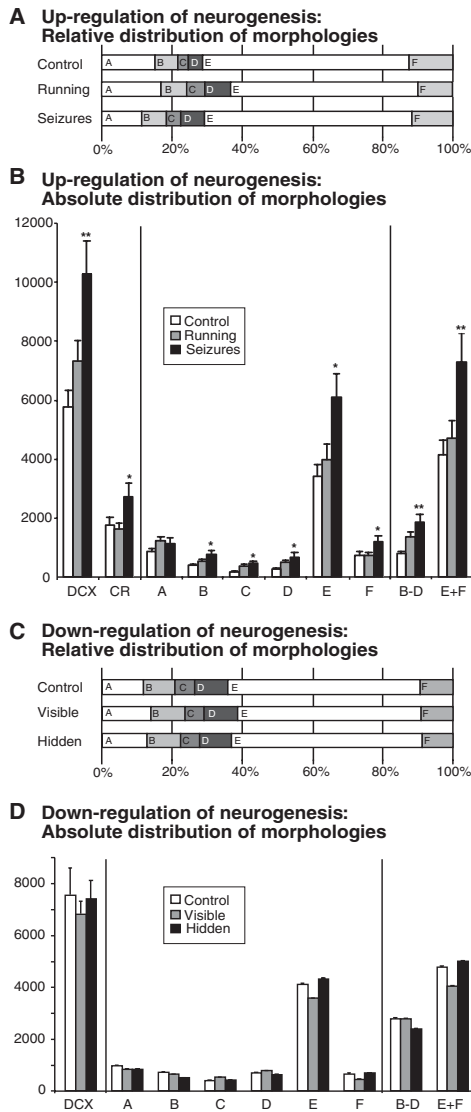 A Up-regulation of neurogenesis:
Relative distribution of morphologies
Control A B C D E F
Running A B C D E F
Seizures A B C D E F
0% 20% 40% 60% 80% 100%
B Up-regulation of neurogenesis:
Absolute distribution of morphologies
12000
10000
8000
6000
4000
2000
0
** * * * * * * ** **
Control
Running
Seizures
DCX CR A B C D E F B-D E+F
C Down-regulation of neurogenesis:
Relative distribution of morphologies
Control A B C D E F
Visible A B C D E F
Hidden A B C D E F
0% 20% 40% 60% 80% 100%
D Down-regulation of neurogenesis:
Absolute distribution of morphologies
8000
6000
4000
2000
0
Control
Visible
Hidden
DCX A B C D E F B-D E+F